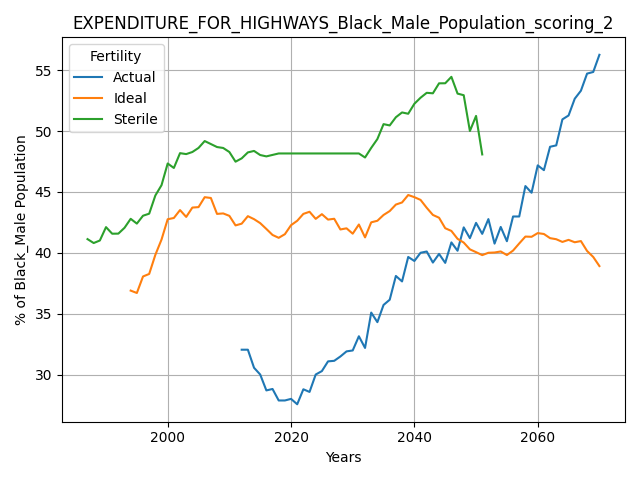 EXPENDITURE_FOR_HIGHWAYS_Black_Male_Population_scoring_2
Fertility
Actual
Ideal
Sterile
% of Black_Male Population
55
50
45
40
35
30
2000
2020
2040
2060
Years